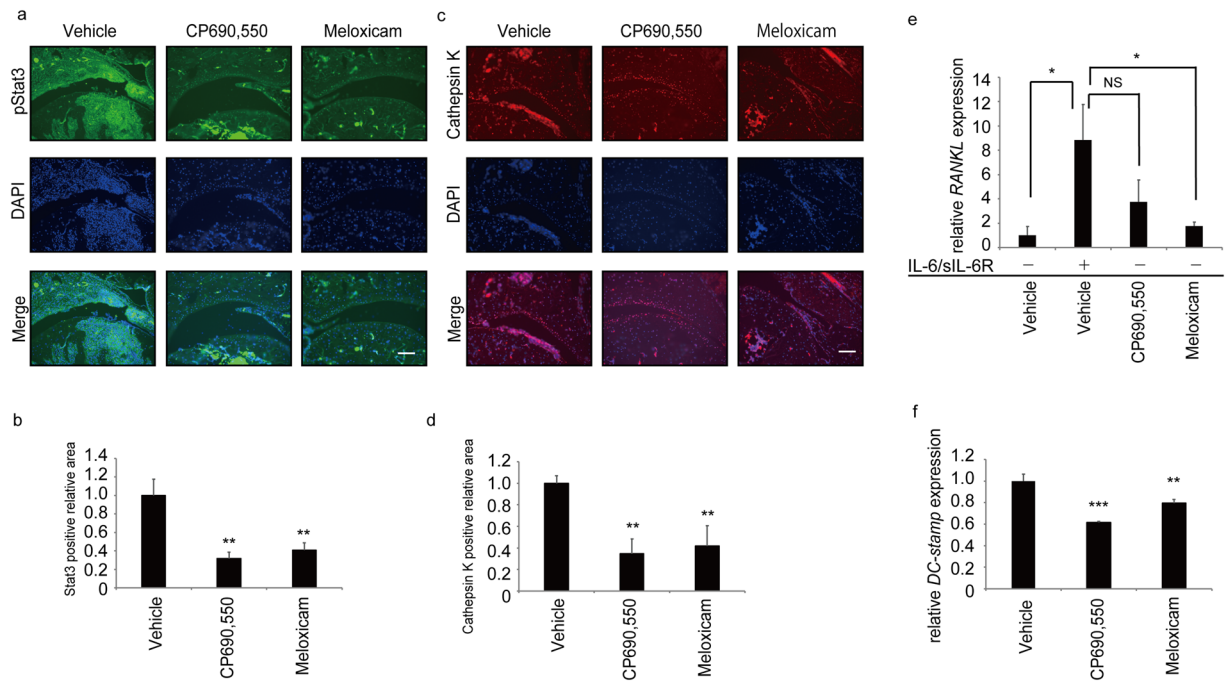 a
Vehicle CP690,550 Meloxicam
pStat3
DAPI
Merge
c
Vehicle CP690,550 Meloxicam
Cathepsin K
DAPI
Merge
e
relative RANKL expression
14
12
10
8
6
4
2
0
* NS *
IL-6/sIL-6R − + − −
Vehicle Vehicle CP690,550 Meloxicam
b
Stat3 positive relative area
1.4
1.2
1.0
0.8
0.6
0.4
0.2
0
** **
Vehicle CP690,550 Meloxicam
d
Cathepsin K positive relative area
1.2
1.0
0.8
0.6
0.4
0.2
0
** **
Vehicle CP690,550 Meloxicam
f
relative DC-stamp expression
1.2
1.0
0.8
0.6
0.4
0.2
0
*** **
Vehicle CP690,550 Meloxicam